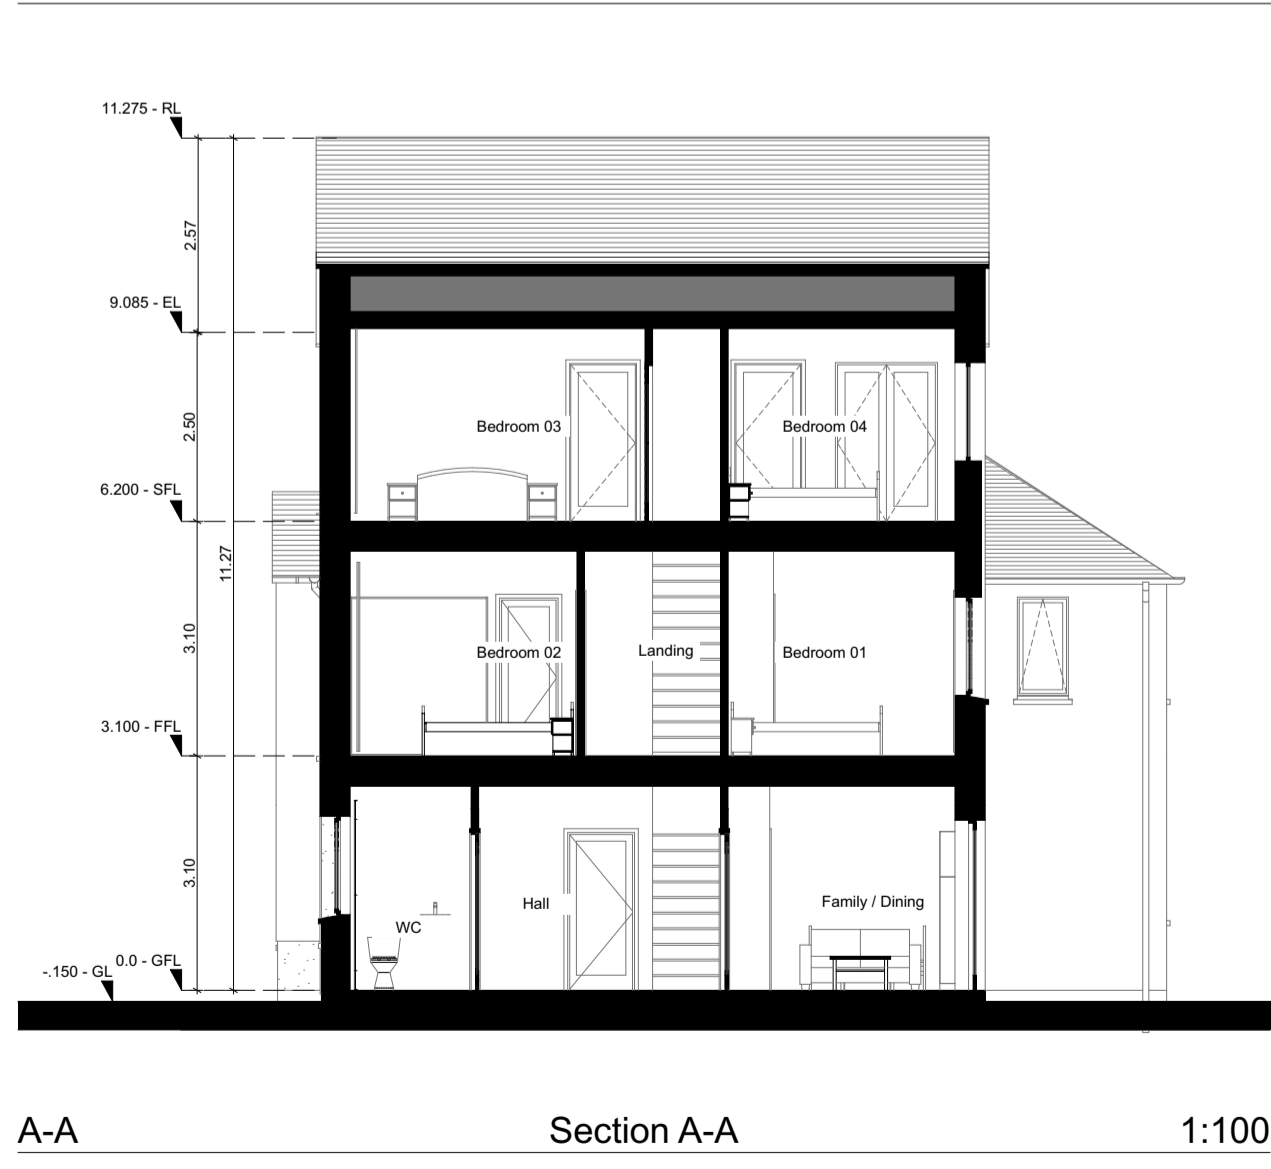 11.275 - RL
2.57
9.085 - EL
Bedroom 03
Bedroom 04
2.50
6.200 - SFL
11.27
3.10
Bedroom 02
Landing
Bedroom 01
3.100 - FFL
3.10
Hall
Family / Dining
WC
0.0 - GFL
-.150 - GL
A-A
Section A-A
1:100